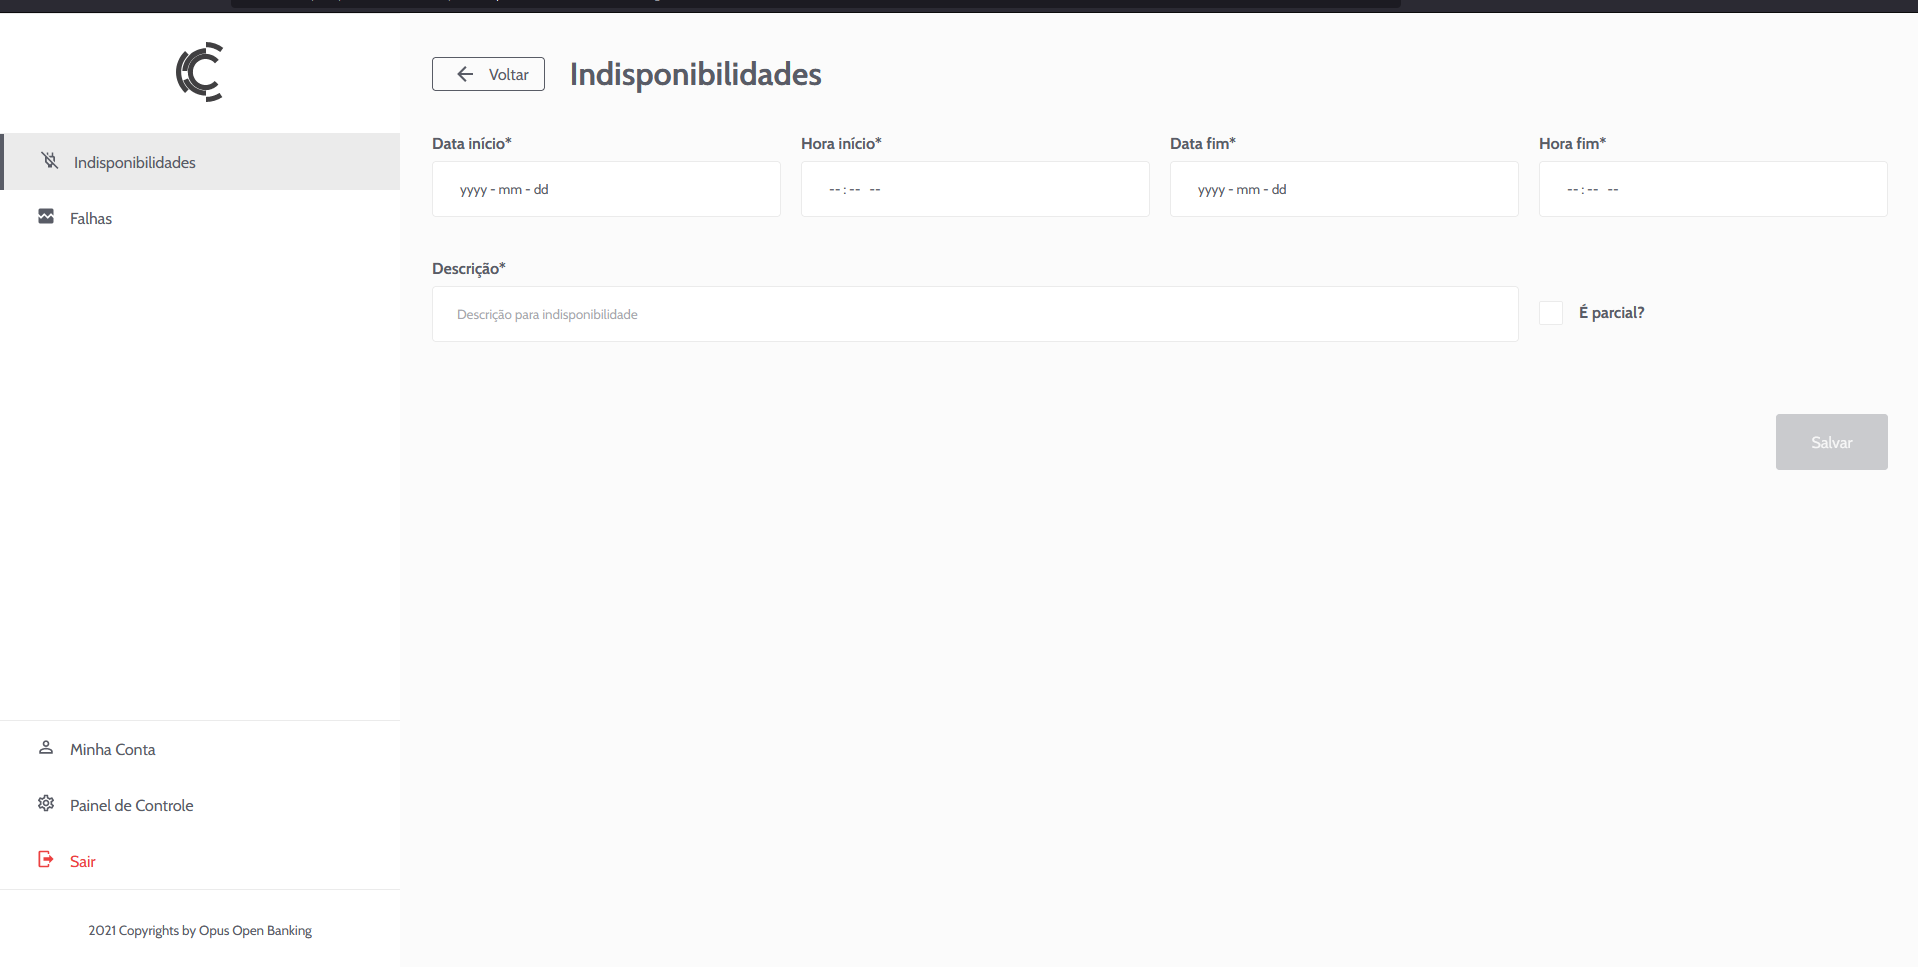 Indisponibilidades
Falhas
Minha Conta
Painel de Controle
Sair
2021 Copyrights by Opus Open Banking
Voltar
Indisponibilidades
Data início*
Hora início*
Data fim*
Hora fim*
yyyy - mm - dd
-- : -- --
yyyy - mm - dd
-- : -- --
Descrição*
Descrição para indisponibilidade
É parcial?
Salvar